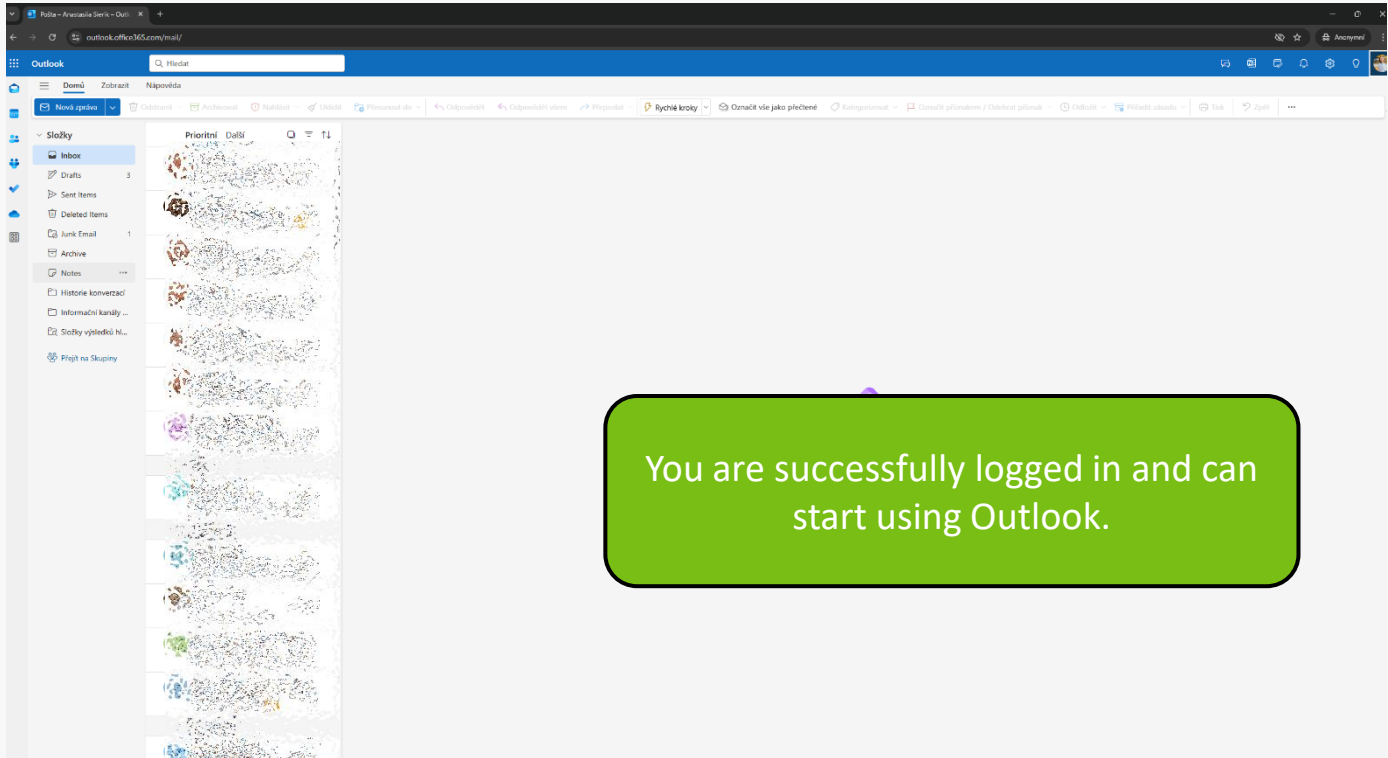 Pošta – Anastasiia Sierik – Outl
outlook.office365.com/mail/
Anonymní
Outlook
Hledat
Domů Zobrazit Nápověda
Nová zpráva Odstranit Archivovat Nahlásit Uklidit Přesunout do Odpovědět Odpovědět všem Přeposlat Rychlé kroky Označit vše jako přečtené Kategorizovat Označit příznakem / Odebrat příznak Odložit Přiřadit zásadu Tisk Zpět
Složky
Prioritní Další
Inbox
Drafts 3
Sent Items
Deleted Items
Junk Email 1
Archive
Notes
Historie konverzací
Informační kanály ...
Složky výsledků hl...
Přejít na Skupiny
You are successfully logged in and can
start using Outlook.